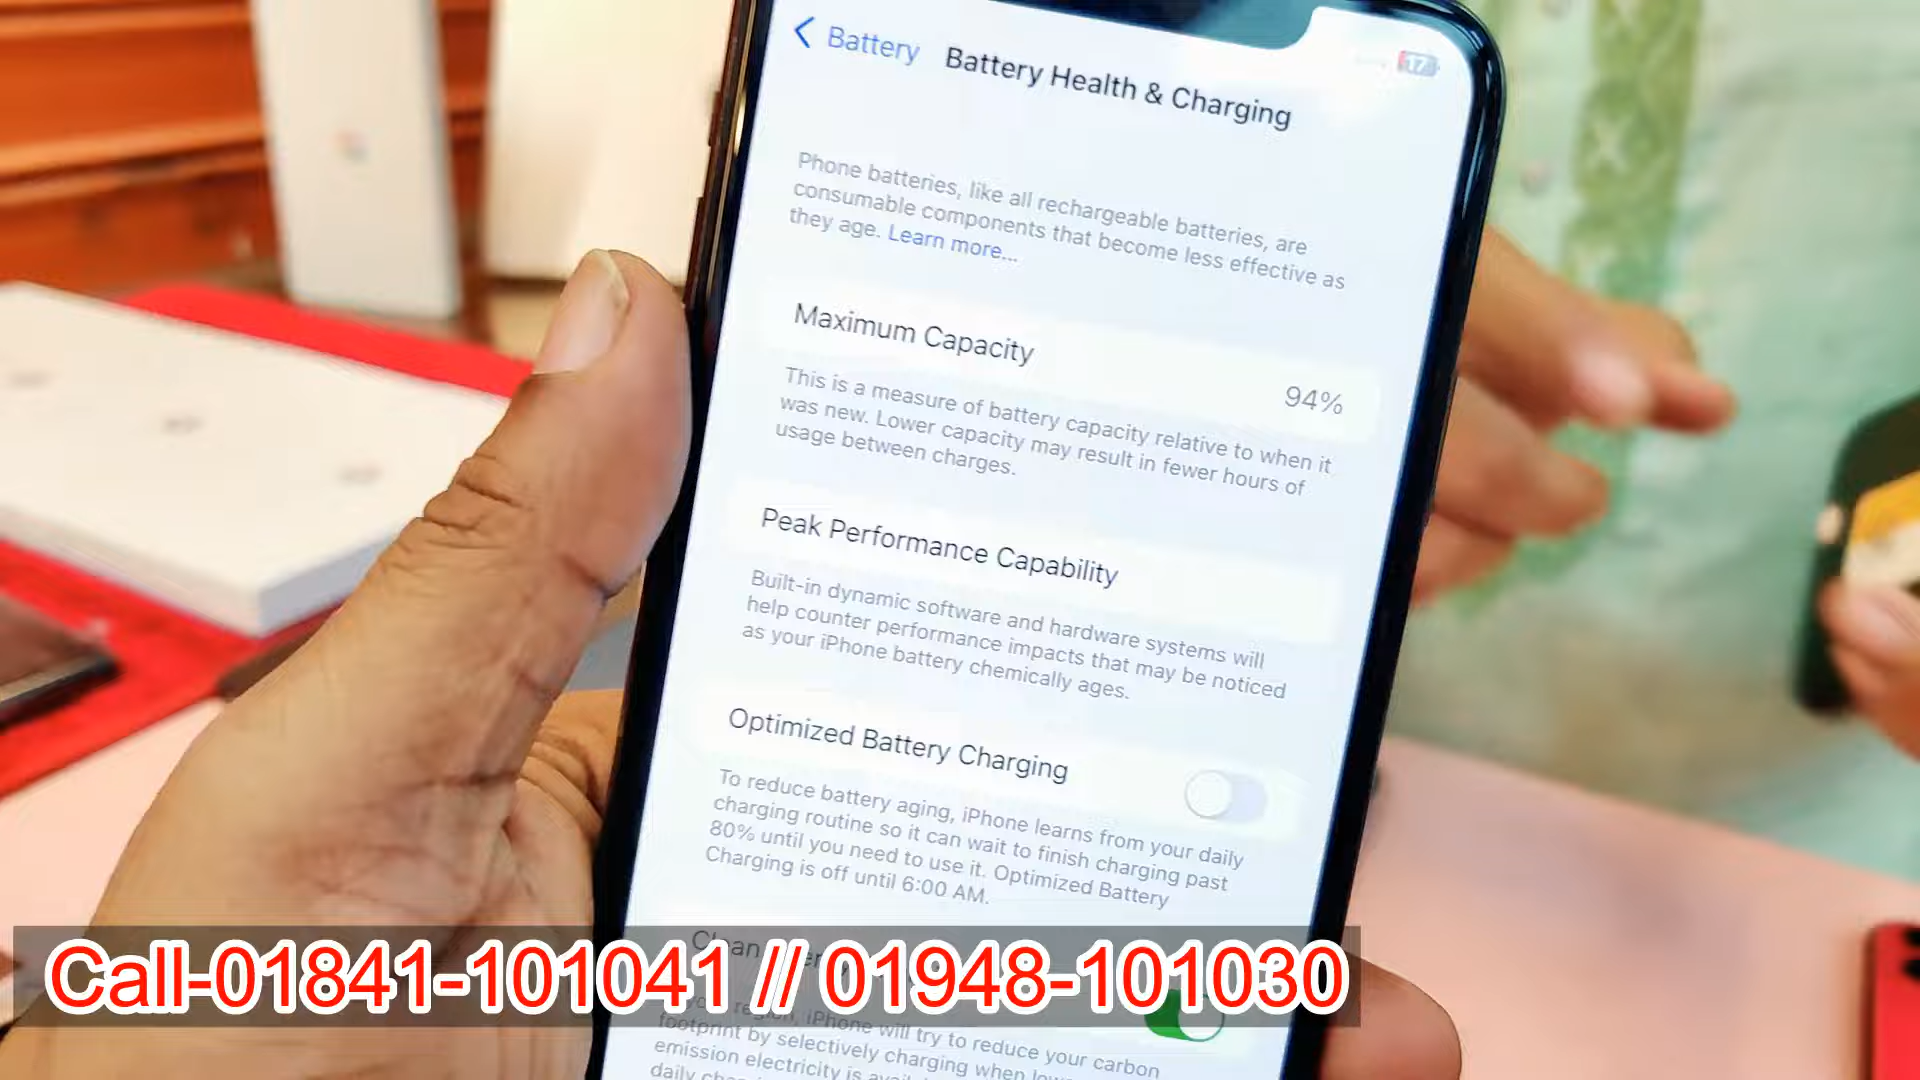 Battery
Battery Health & Charging
17
Phone batteries, like all rechargeable batteries, are
consumable components that become less effective as
they age. Learn more...
Maximum Capacity
94%
This is a measure of battery capacity relative to when it
was new. Lower capacity may result in fewer hours of
usage between charges.
Peak Performance Capability
Built-in dynamic software and hardware systems will
help counter performance impacts that may be noticed
as your iPhone battery chemically ages.
Optimized Battery Charging
To reduce battery aging, iPhone learns from your daily
charging routine so it can wait to finish charging past
80% until you need to use it. Optimized Battery
Charging is off until 6:00 AM.
Call-01841-101041 // 01948-101030
region, iPhone will try to reduce your carbon
footprint by selectively charging when
emission electricity is
daily